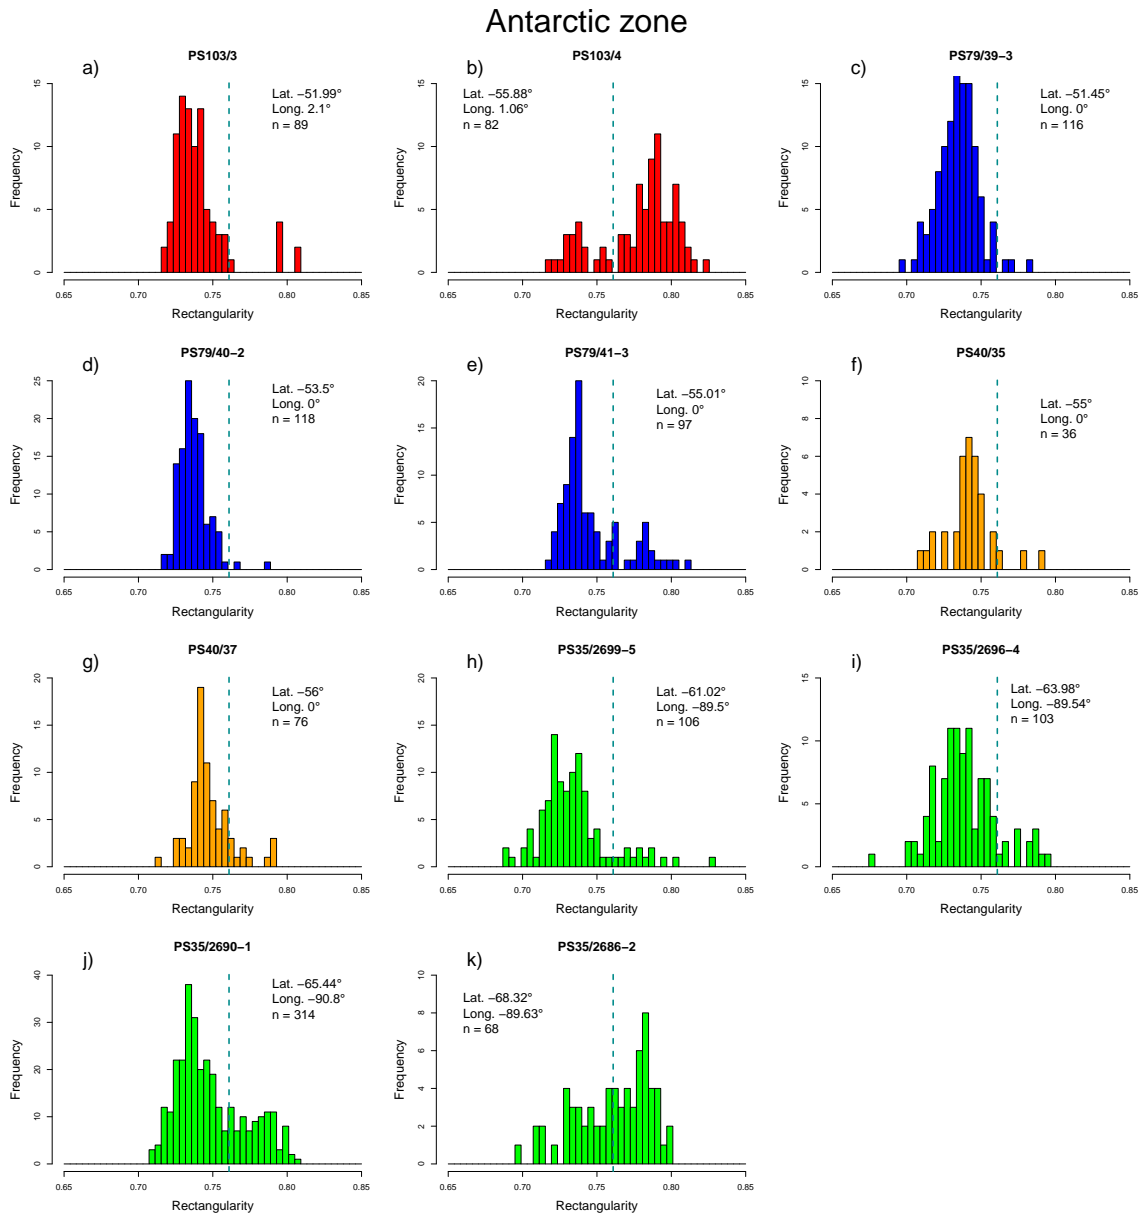 Antarctic zone
a)
PS103/3
Lat. −51.99°
Long. 2.1°
n = 89
Frequency
0 5 10 15
0.65 0.70 0.75 0.80 0.85
Rectangularity
b)
PS103/4
Lat. −55.88°
Long. 1.06°
n = 82
Frequency
0 5 10 15
0.65 0.70 0.75 0.80 0.85
Rectangularity
c)
PS79/39−3
Lat. −51.45°
Long. 0°
n = 116
Frequency
0 5 10 15
0.65 0.70 0.75 0.80 0.85
Rectangularity
d)
PS79/40−2
Lat. −53.5°
Long. 0°
n = 118
Frequency
0 5 10 15 20 25
0.65 0.70 0.75 0.80 0.85
Rectangularity
e)
PS79/41−3
Lat. −55.01°
Long. 0°
n = 97
Frequency
0 5 10 15 20
0.65 0.70 0.75 0.80 0.85
Rectangularity
f)
PS40/35
Lat. −55°
Long. 0°
n = 36
Frequency
0 2 4 6 8 10
0.65 0.70 0.75 0.80 0.85
Rectangularity
g)
PS40/37
Lat. −56°
Long. 0°
n = 76
Frequency
0 5 10 15 20
0.65 0.70 0.75 0.80 0.85
Rectangularity
h)
PS35/2699−5
Lat. −61.02°
Long. −89.5°
n = 106
Frequency
0 5 10 15 20
0.65 0.70 0.75 0.80 0.85
Rectangularity
i)
PS35/2696−4
Lat. −63.98°
Long. −89.54°
n = 103
Frequency
0 5 10 15
0.65 0.70 0.75 0.80 0.85
Rectangularity
j)
PS35/2690−1
Lat. −65.44°
Long. −90.8°
n = 314
Frequency
0 10 20 30 40
0.65 0.70 0.75 0.80 0.85
Rectangularity
k)
PS35/2686−2
Lat. −68.32°
Long. −89.63°
n = 68
Frequency
0 2 4 6 8 10
0.65 0.70 0.75 0.80 0.85
Rectangularity